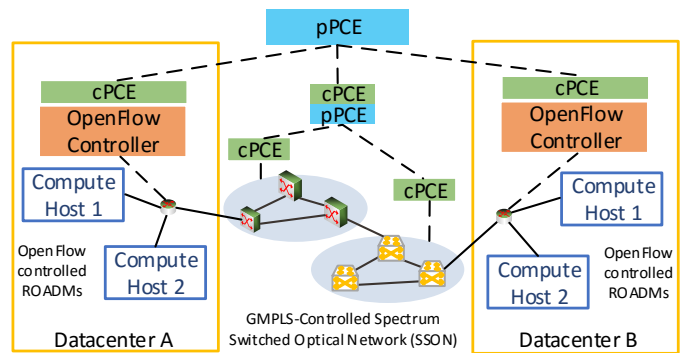 pPCE
cPCE
OpenFlow
Controller
Compute
Host 1
OpenFlow
controlled
ROADMs
Compute
Host 2
Datacenter A
cPCE
pPCE
cPCE
cPCE
GMPLS-Controlled Spectrum
Switched Optical Network (SSON)
cPCE
OpenFlow
Controller
Compute
Host 1
Compute
Host 2
OpenFlow
controlled
ROADMs
Datacenter B